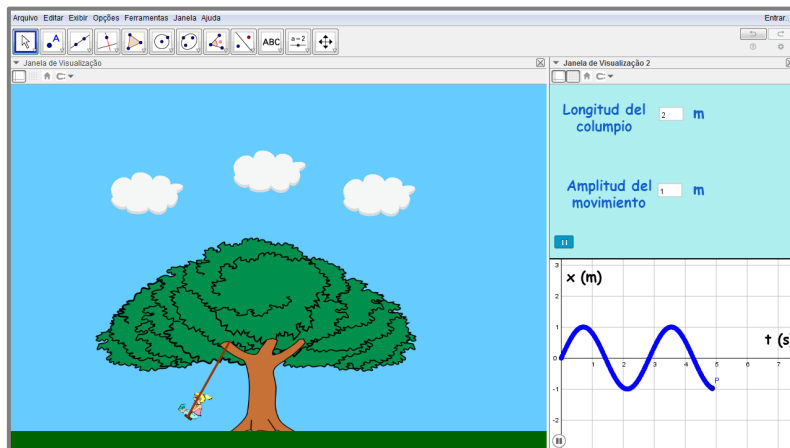 Arquivo Editar Exibir Opções Ferramentas Janela Ajuda
Entrar...
A
ABC
a=2
Janela de Visualização
Janela de Visualização 2
Longitud del
columpio
2
m
Amplitud del
movimiento
1
m
x (m)
t (s
3
2
1
0
-1
-2
1
2
3
4
5
6
7
P